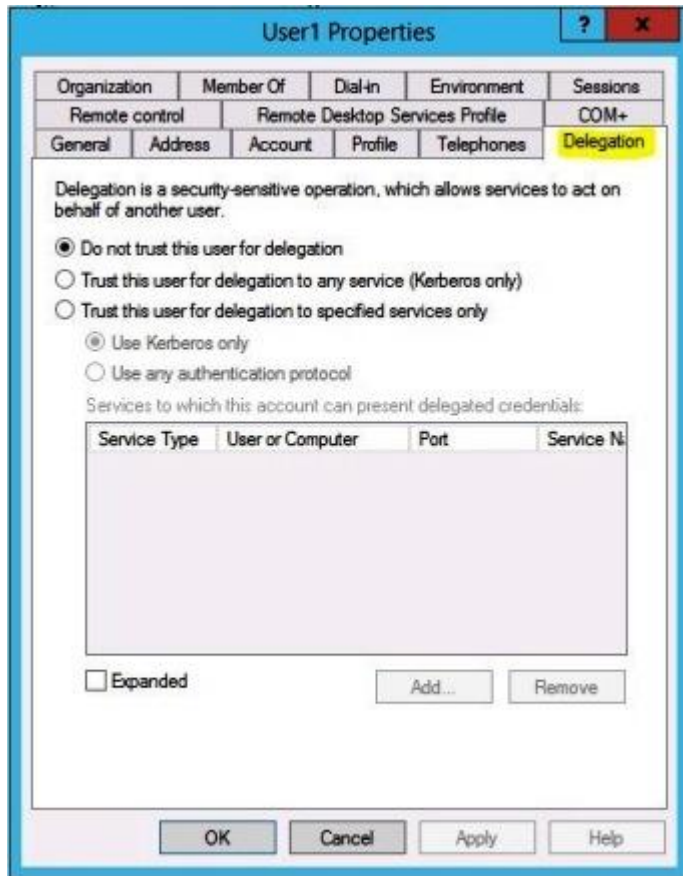 User1 Properties
?
x
Organization Member Of Dial-in Environment Sessions
Remote control Remote Desktop Services Profile COM+
General Address Account Profile Telephones Delegation
Delegation is a security-sensitive operation, which allows services to act on
behalf of another user.
Do not trust this user for delegation
Trust this user for delegation to any service (Kerberos only)
Trust this user for delegation to specified services only
Use Kerberos only
Use any authentication protocol
Services to which this account can present delegated credentials:
Service Type User or Computer Port Service Na
Expanded Add... Remove
OK Cancel Apply Help